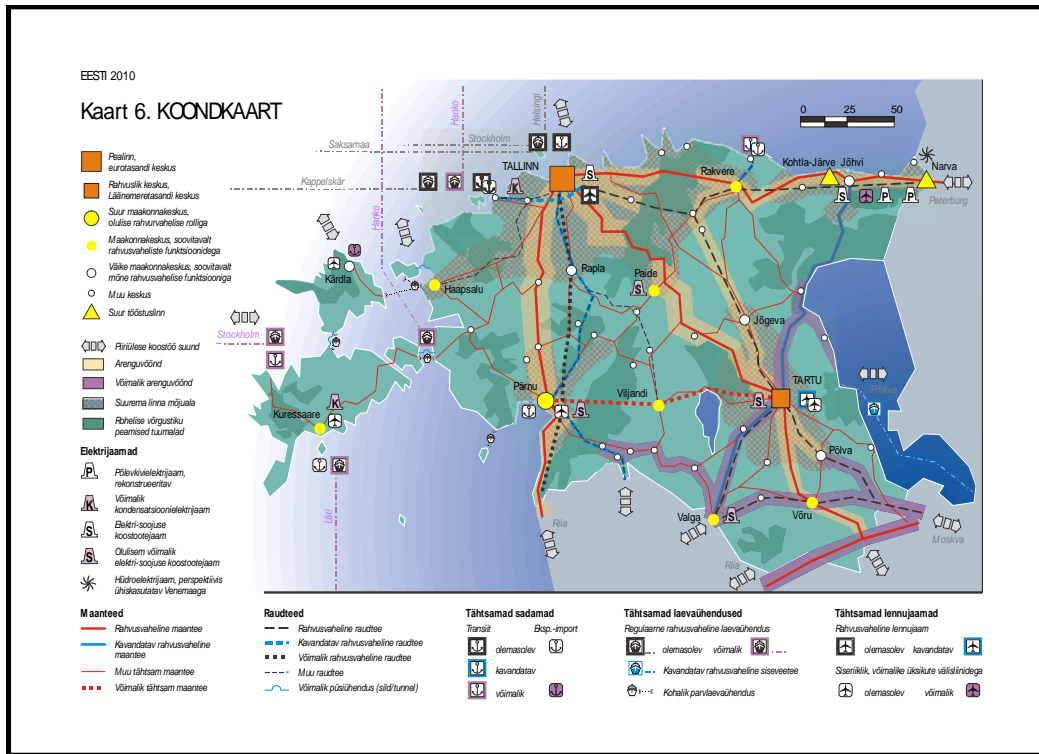 EESTI 2010
Kaart 6. KOONDKAART
Pealinn,
eurotasandi keskus
Rahvuslik keskus,
Läänemeretasandi keskus
Suur maakonnakeskus,
olulise rahvurvahelise rolliga
Maakonnakeskus, soovitavalt
rahvusvaheliste funktsioonidega
Väike maakonnakeskus, soovitavalt
mõne rahvusvahelise funktsiooniga
Muu keskus
Suur tööstuslinn
Piiriülese koostöö suund
Arenguvöönd
Võimalik arenguvöönd
Suurema linna mõjuala
Rohelise võrgustiku
peamised tuumalad
Elektrijaamad
P Põlevkivielektrijaam,
rekonstrueeritav
K Võimalik
kondensatsioonielektrijaam
S Elektri-soojuse
koostootejaam
S Olulisem võimalik
elektri-soojuse koostootejaam
Hüdroelektrijaam, perspektiivis
ühiskasutatav Venemaaga
Saksamaa
Stockholm
Hanko
Helsingi
Kappelskär
Hanko
Stockholm
Läti
0 25 50
TALLINN
K
S
Rakvere
Kohtla-Järve
Jõhvi
Narva
S
P
P
Peterburg
Kärdla
Haapsalu
Rapla
Paide
S
Jõgeva
Kuressaare
K
Pärnu
S
Viljandi
TARTU
S
Pihkva
Põlva
Valga
S
Võru
Riia
Riia
Moskva
Maanteed
Rahvusvaheline maantee
Kavandatav rahvusvaheline
maantee
Muu tähtsam maantee
Võimalik tähtsam maantee
Raudteed
Rahvusvaheline raudtee
Kavandatav rahvusvaheline raudtee
Võimalik rahvusvaheline raudtee
Muu raudtee
Võimalik püsiühendus (sild/tunnel)
Tähtsamad sadamad
Transiit Eksp.-import
olemasolev
kavandatav
võimalik
Tähtsamad laevaühendused
Regulaarne rahvusvaheline laevaühendus
olemasolev võimalik
Kavandatav rahvusvaheline siseveetee
Kohalik parvlaevaühendus
Tähtsamad lennujaamad
Rahvusvaheline lennujaam
olemasolev kavandatav
Siseriiklik, võimalike üksikute välisliinidega
olemasolev võimalik